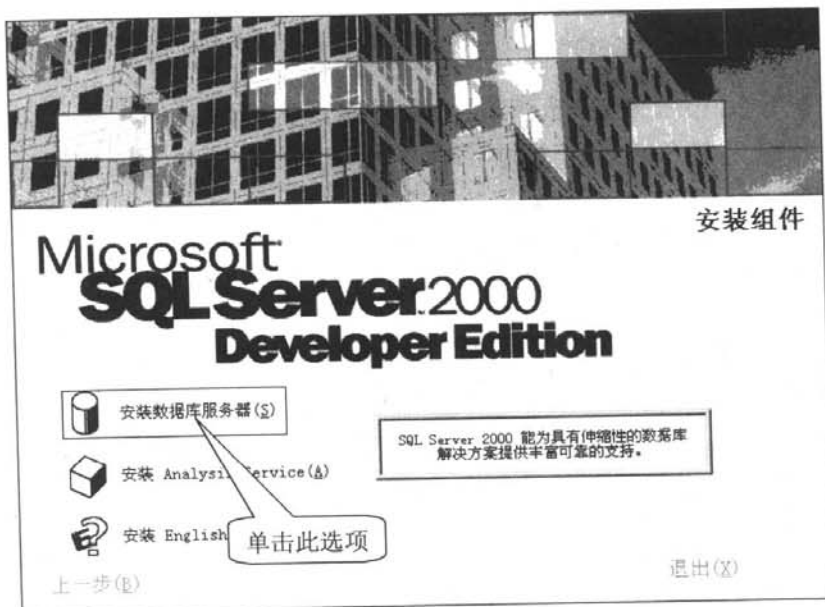 安装组件
Microsoft
SQL Server 2000
Developer Edition
安装数据库服务器(S)
SQL Server 2000 能为具有伸缩性的数据库
解决方案提供丰富可靠的支持。
安装 Analysis Service(A)
安装 English
单击此选项
上一步(B)
退出(X)